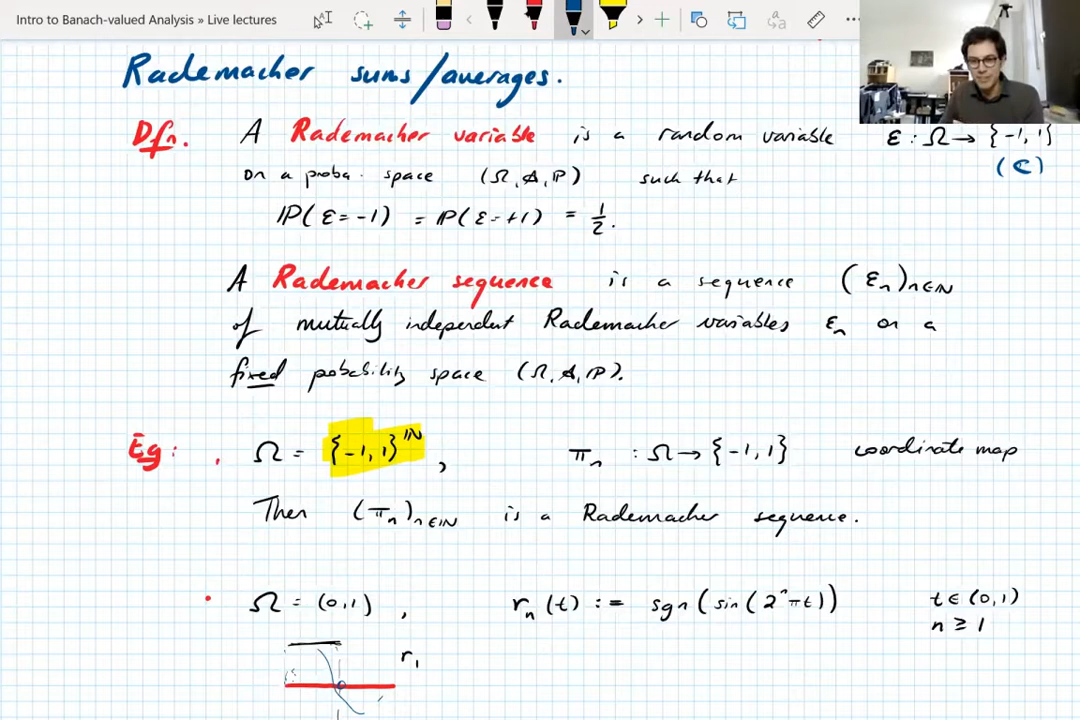 Intro to Banach-valued Analysis » Live lectures
Rademacher sums/averages.
Dfn. A Rademacher variable is a random variable ε : Ω → {-1, 1}
on a proba. space (Ω, A, ℙ) such that (ℂ)
ℙ(ε = -1) = ℙ(ε = +1) = 1/2.
A Rademacher sequence is a sequence (εₙ)ₙ∈ℕ
of mutually independent Rademacher variables εₙ on a
fixed pobability space (Ω, A, ℙ).
Eg: . Ω = {-1, 1}^ℕ, πₙ : Ω → {-1, 1} coordinate map
Then (πₙ)ₙ∈ℕ is a Rademacher sequence.
• Ω = (0,1), rₙ(t) := sgn(sin(2ⁿπt)) t ∈ (0,1)
n ≥ 1
r₁